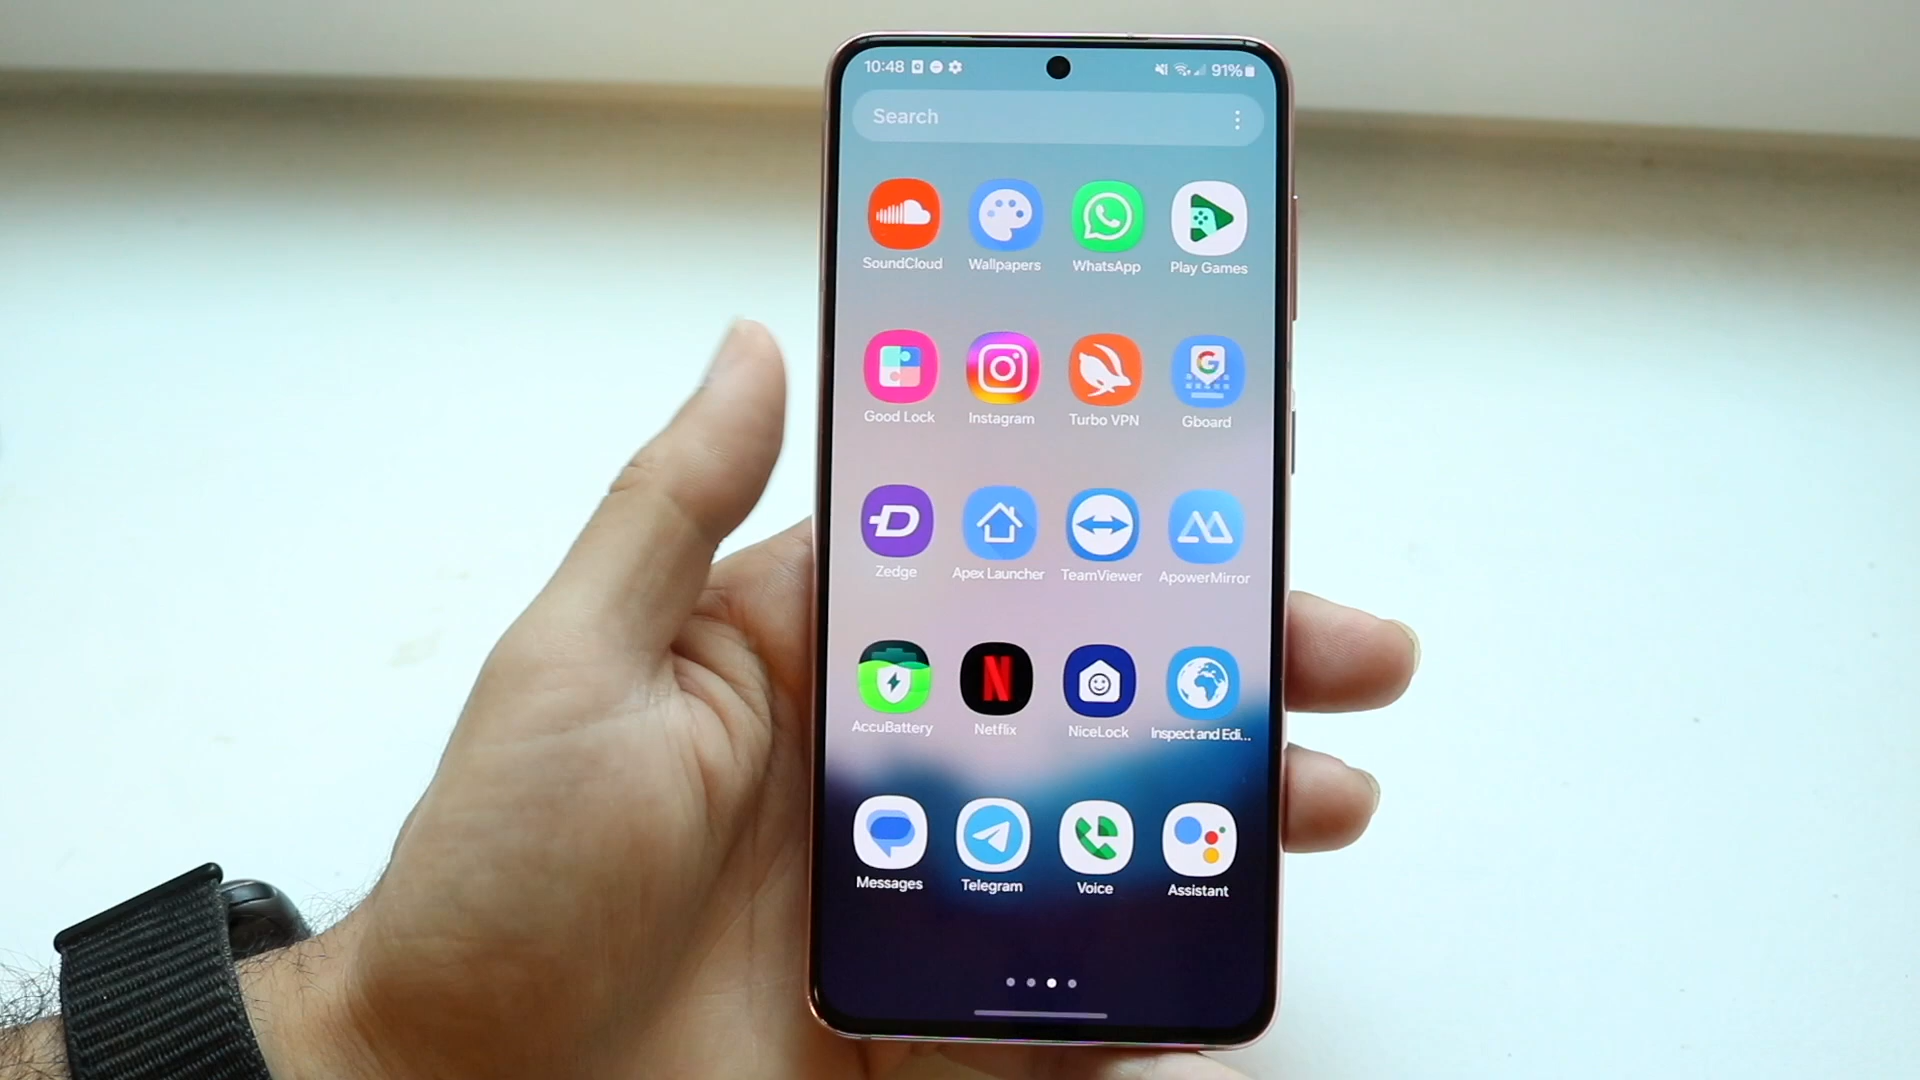 10:48 91%
Search
SoundCloud Wallpapers WhatsApp Play Games
Good Lock Instagram Turbo VPN Gboard
Zedge Apex Launcher TeamViewer ApowerMirror
AccuBattery Netflix NiceLock Inspect and Edi...
Messages Telegram Voice Assistant